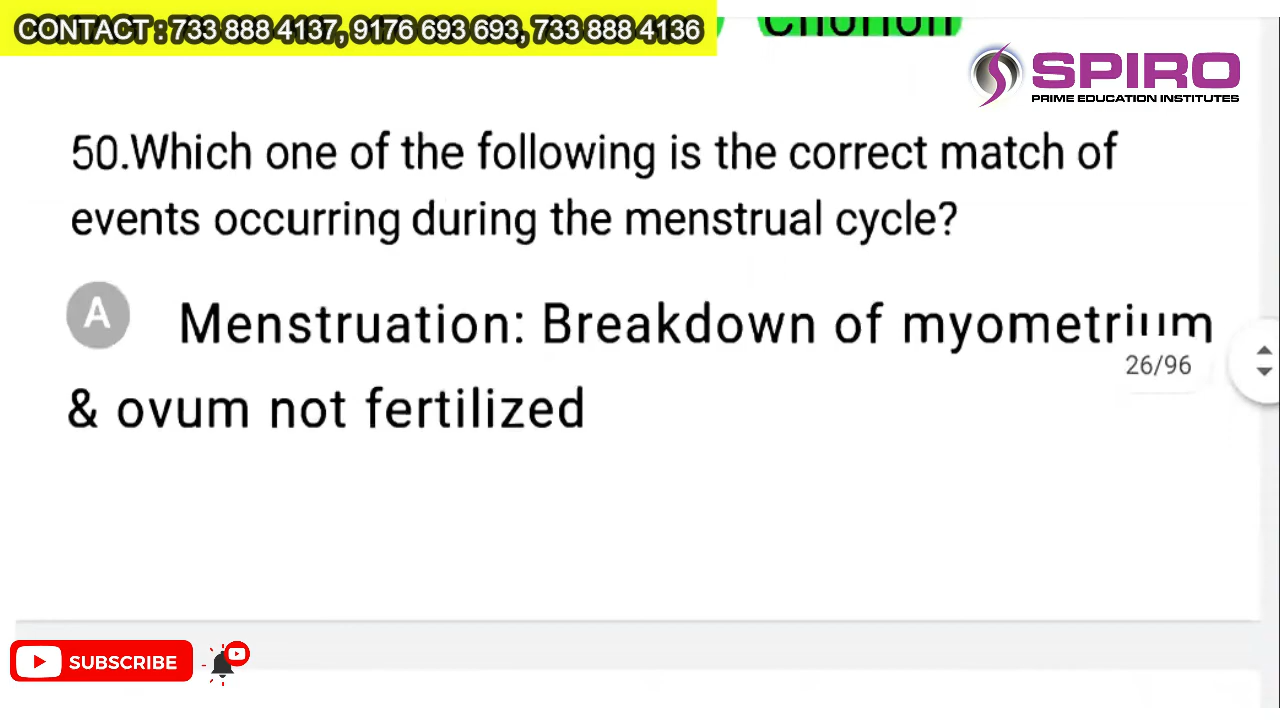 CONTACT : 733 888 4137, 9176 693 693, 733 888 4136
Chorion
SPIRO
PRIME EDUCATION INSTITUTES
50.Which one of the following is the correct match of
events occurring during the menstrual cycle?
A Menstruation: Breakdown of myometrium
26/96
& ovum not fertilized
SUBSCRIBE